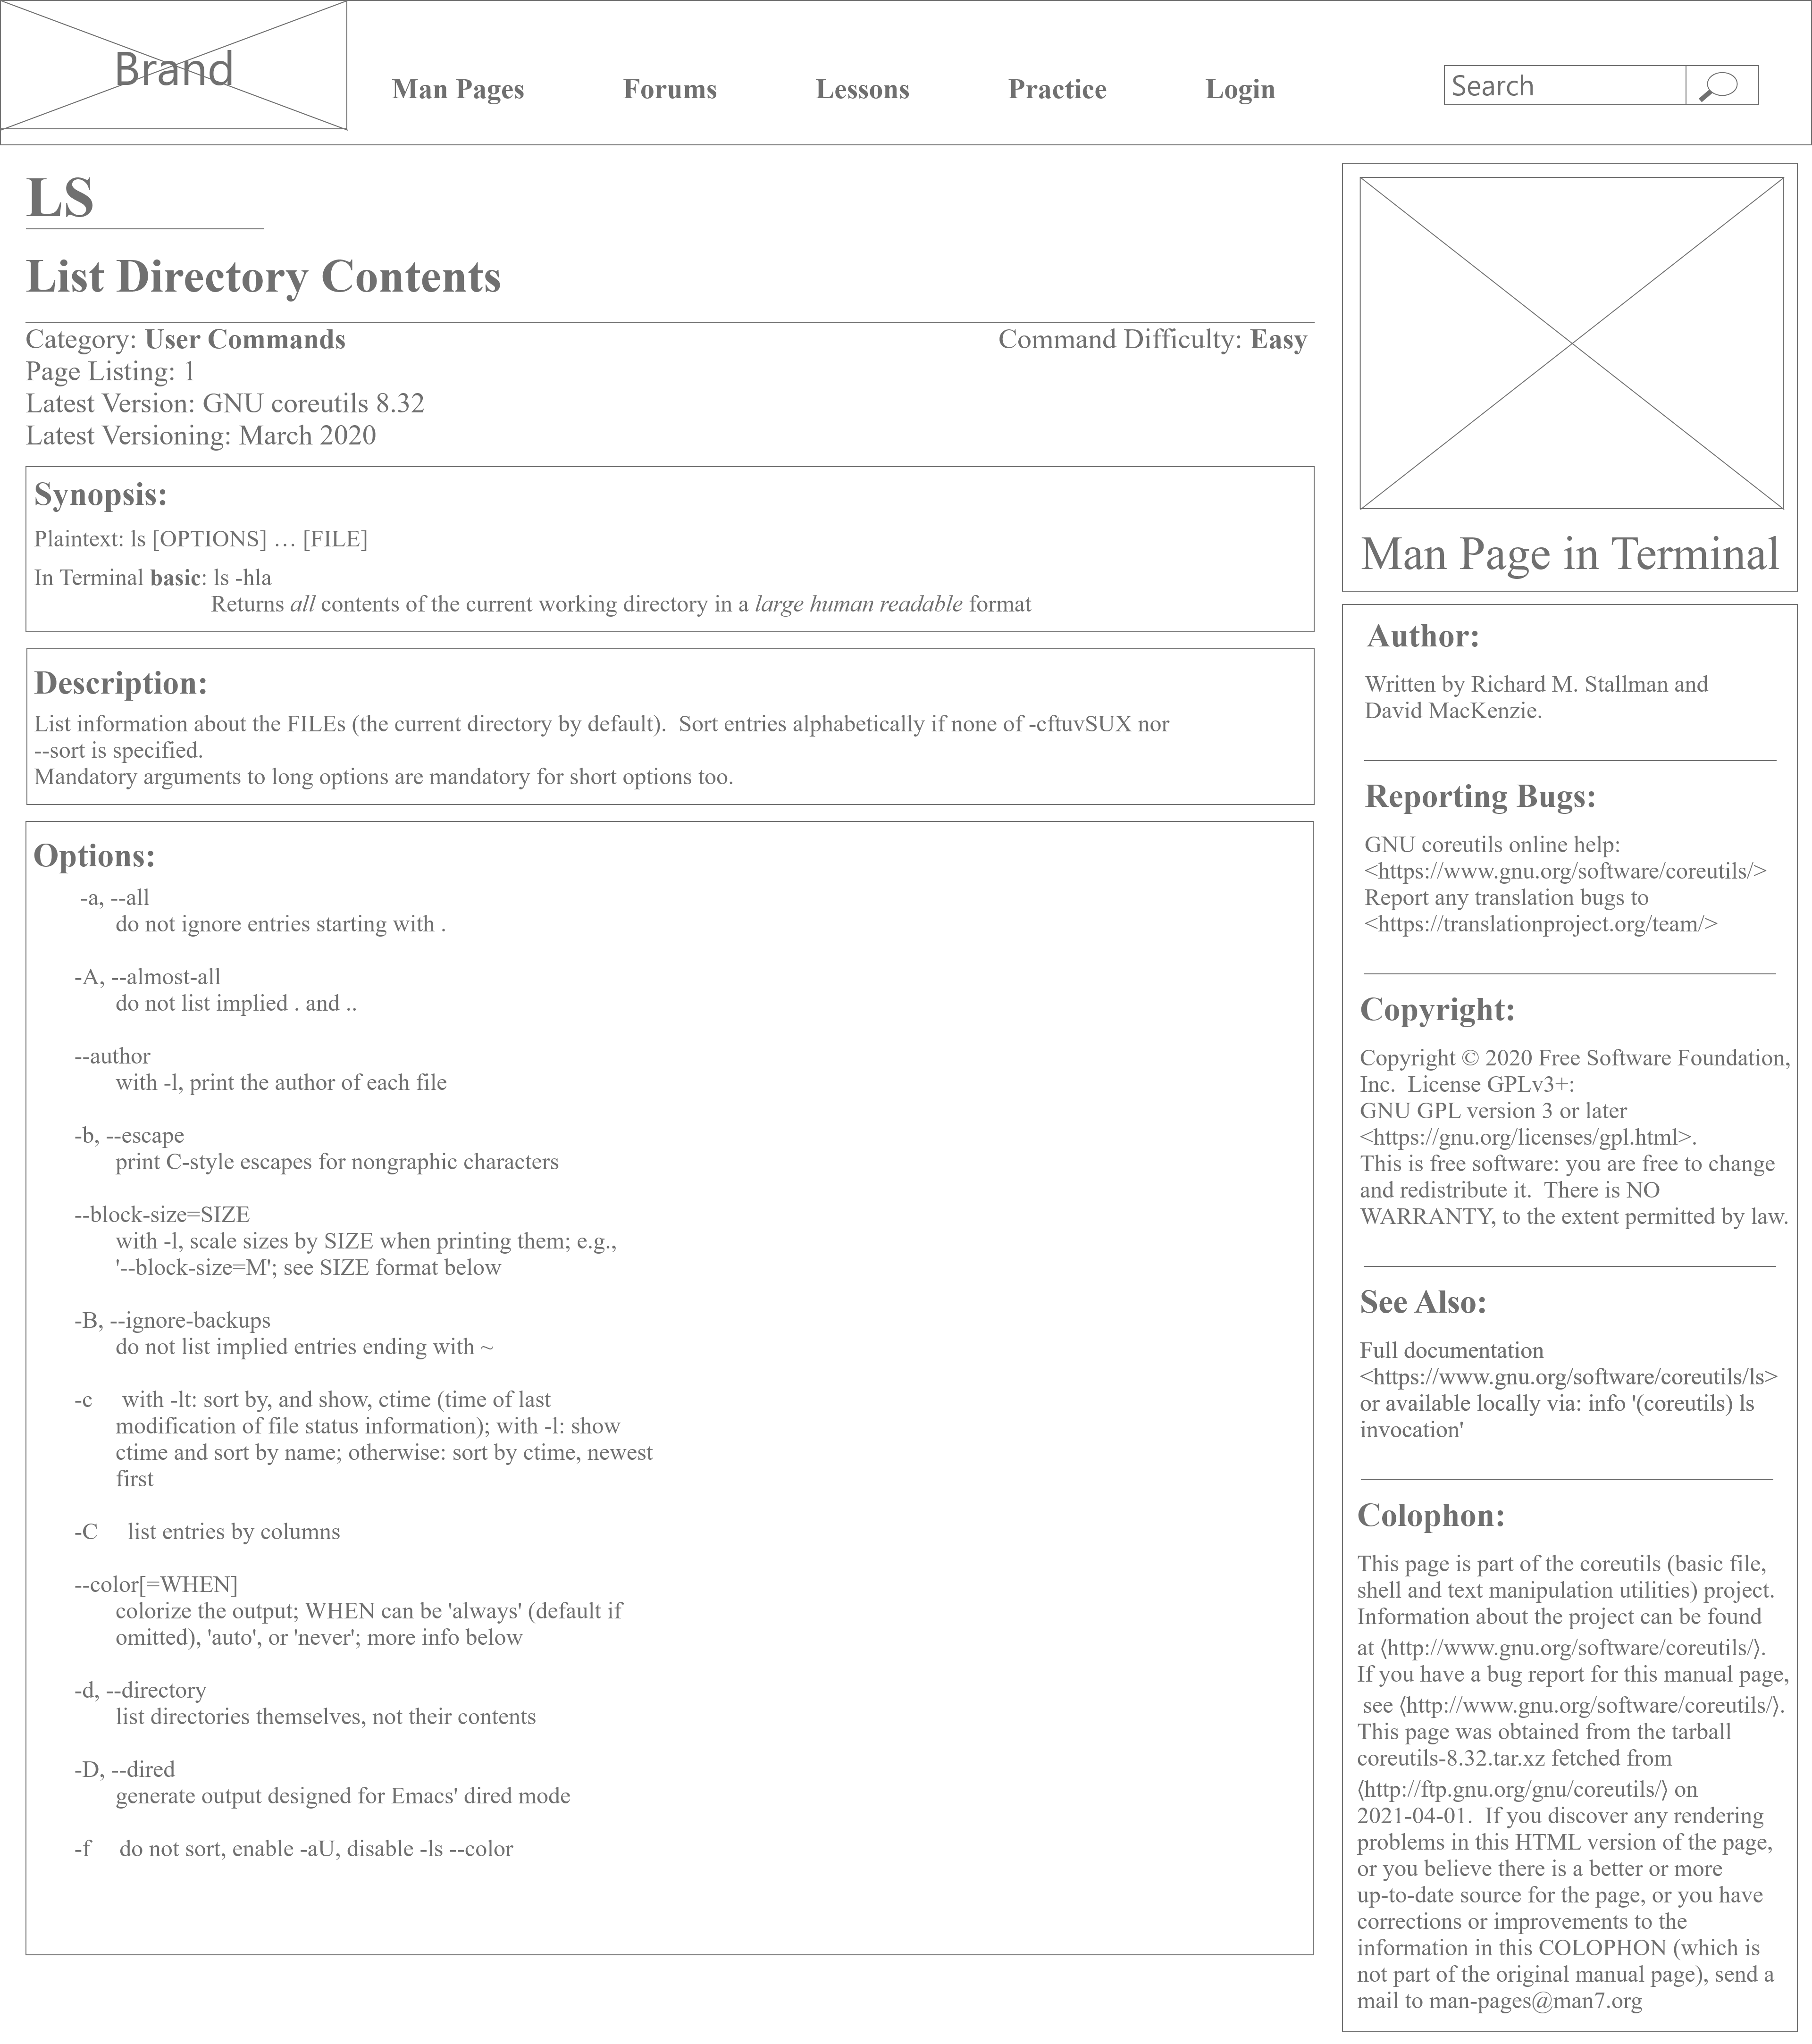 Brand
Man Pages
Forums
Lessons
Practice
Login
Search
LS
List Directory Contents
Category: User Commands
Command Difficulty: Easy
Page Listing: 1
Latest Version: GNU coreutils 8.32
Latest Versioning: March 2020
Synopsis:
Plaintext: ls [OPTIONS] … [FILE]
In Terminal basic: ls -hla
Returns all contents of the current working directory in a large human readable format
Description:
List information about the FILEs (the current directory by default).  Sort entries alphabetically if none of -cftuvSUX nor
--sort is specified.
Mandatory arguments to long options are mandatory for short options too.
Options:
-a, --all
do not ignore entries starting with .
-A, --almost-all
do not list implied . and ..
--author
with -l, print the author of each file
-b, --escape
print C-style escapes for nongraphic characters
--block-size=SIZE
with -l, scale sizes by SIZE when printing them; e.g.,
'--block-size=M'; see SIZE format below
-B, --ignore-backups
do not list implied entries ending with ~
-c     with -lt: sort by, and show, ctime (time of last
modification of file status information); with -l: show
ctime and sort by name; otherwise: sort by ctime, newest
first
-C     list entries by columns
--color[=WHEN]
colorize the output; WHEN can be 'always' (default if
omitted), 'auto', or 'never'; more info below
-d, --directory
list directories themselves, not their contents
-D, --dired
generate output designed for Emacs' dired mode
-f     do not sort, enable -aU, disable -ls --color
Man Page in Terminal
Author:
Written by Richard M. Stallman and
David MacKenzie.
Reporting Bugs:
GNU coreutils online help:
<https://www.gnu.org/software/coreutils/>
Report any translation bugs to
<https://translationproject.org/team/>
Copyright:
Copyright © 2020 Free Software Foundation,
Inc.  License GPLv3+:
GNU GPL version 3 or later
<https://gnu.org/licenses/gpl.html>.
This is free software: you are free to change
and redistribute it.  There is NO
WARRANTY, to the extent permitted by law.
See Also:
Full documentation
<https://www.gnu.org/software/coreutils/ls>
or available locally via: info '(coreutils) ls
invocation'
Colophon:
This page is part of the coreutils (basic file,
shell and text manipulation utilities) project.
Information about the project can be found
at ⟨http://www.gnu.org/software/coreutils/⟩.
If you have a bug report for this manual page,
see ⟨http://www.gnu.org/software/coreutils/⟩.
This page was obtained from the tarball
coreutils-8.32.tar.xz fetched from
⟨http://ftp.gnu.org/gnu/coreutils/⟩ on
2021-04-01.  If you discover any rendering
problems in this HTML version of the page,
or you believe there is a better or more
up-to-date source for the page, or you have
corrections or improvements to the
information in this COLOPHON (which is
not part of the original manual page), send a
mail to man-pages@man7.org